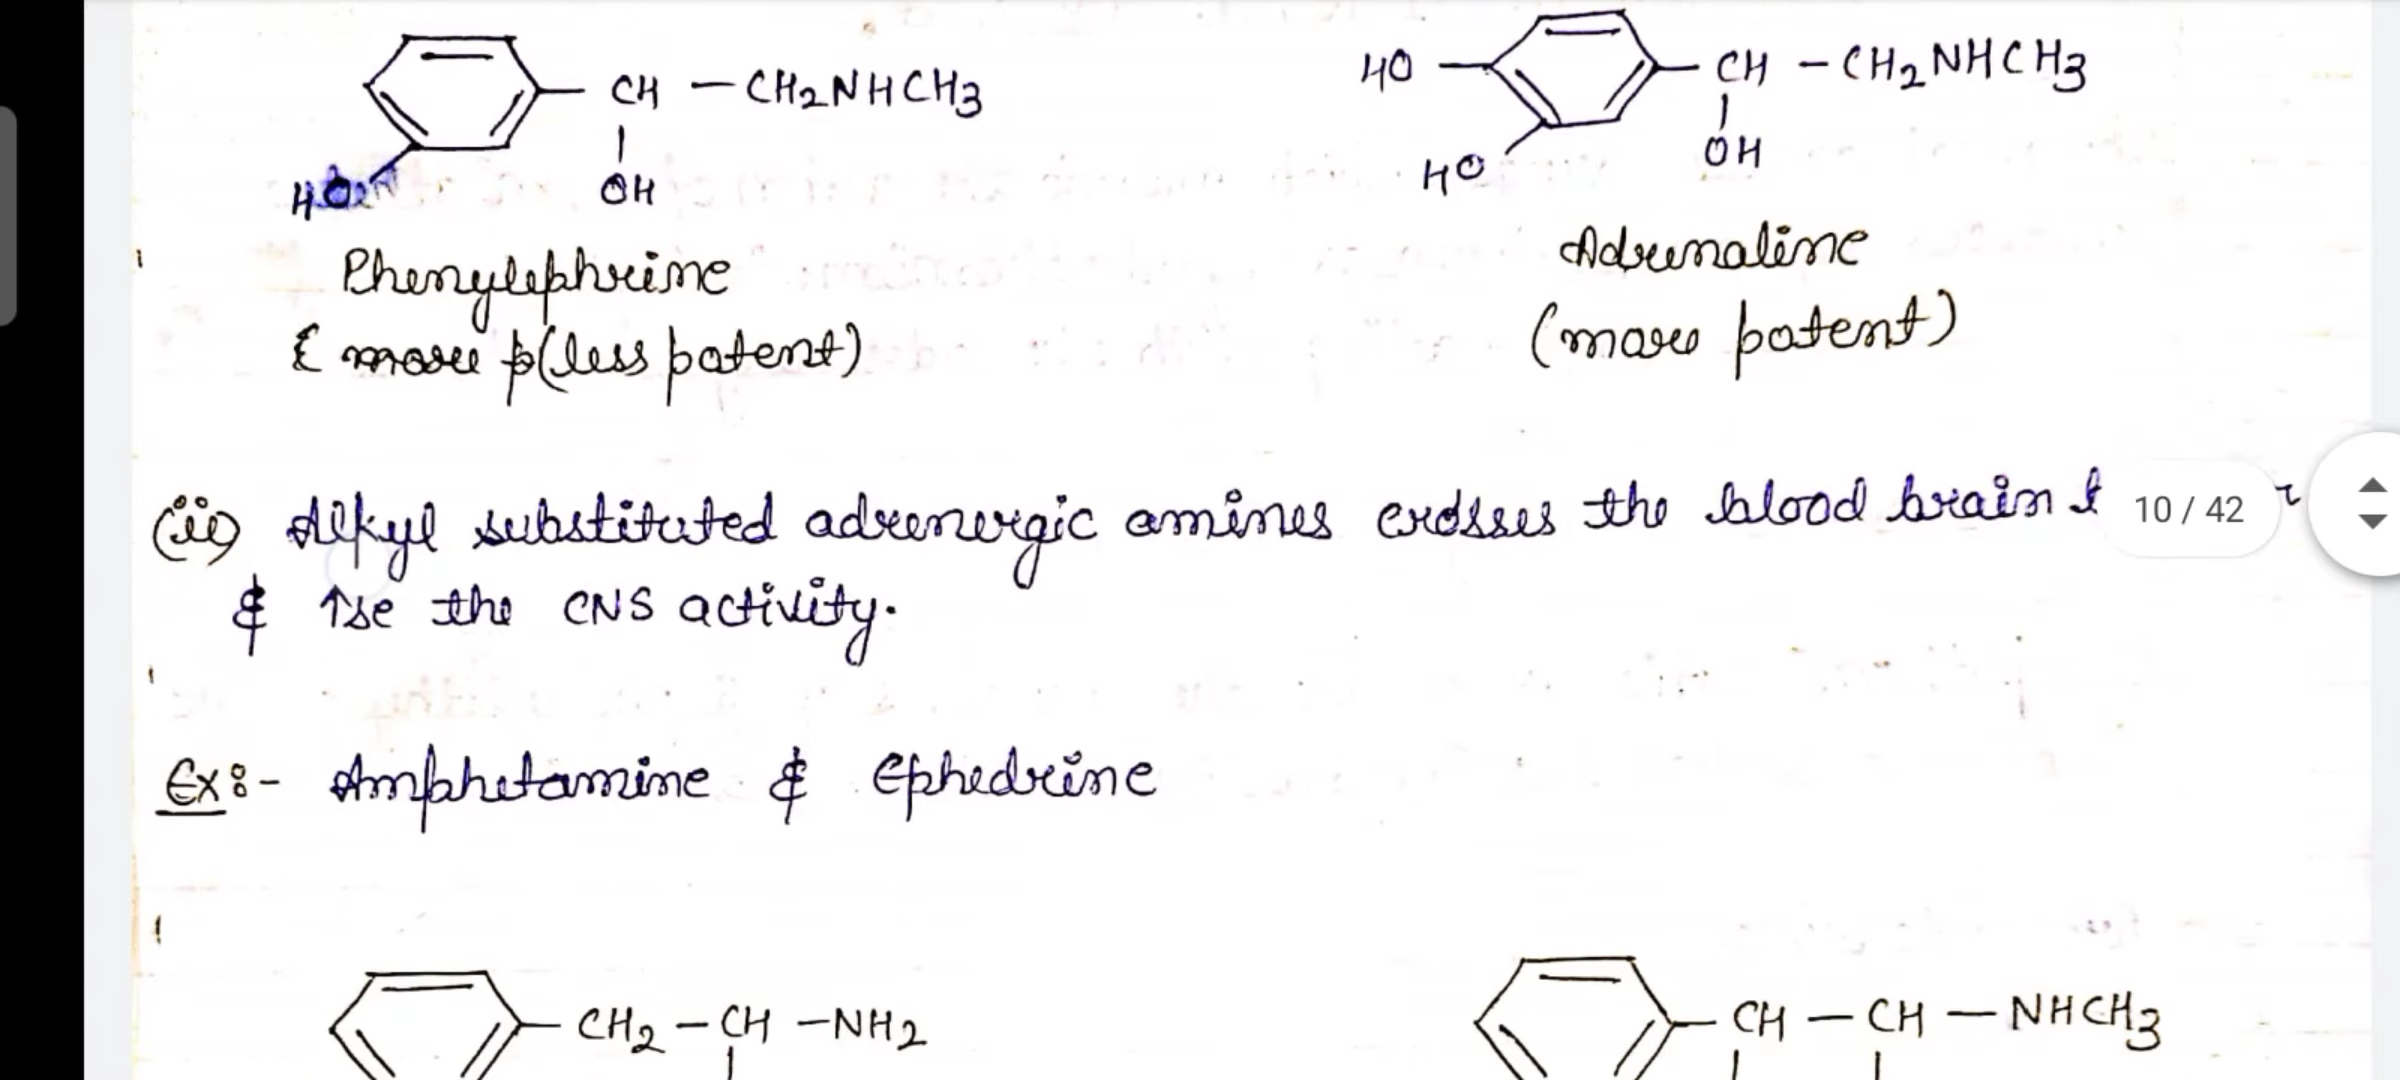 CH – CH2NHCH3
HO – CH – CH2NHCH3
HO OH
HO OH
Phenylephrine
Adrenaline
& more p(less potent)
(more potent)
(ii) Alkyl substituted adrenergic amines crosses the blood brain
10 / 42
& ↑se the CNS activity.
Ex:- Amphetamine & Ephedrine
CH2 – CH – NH2
CH – CH – NHCH3